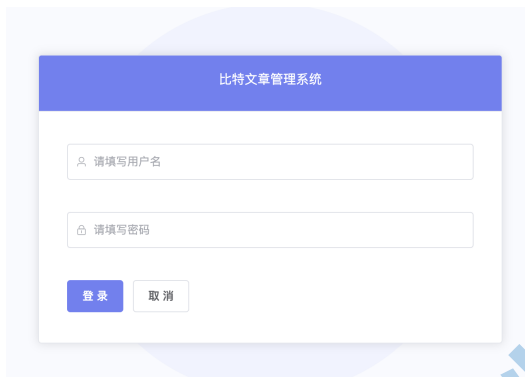 比特文章管理系统
请填写用户名
请填写密码
登 录 取 消